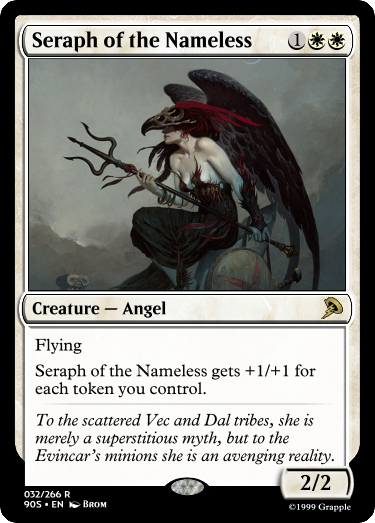 Seraph of the Nameless 1
Creature — Angel
Flying
Seraph of the Nameless gets +1/+1 for
each token you control.
To the scattered Vec and Dal tribes, she is
merely a superstitious myth, but to the
Evincar's minions she is an avenging reality.
2/2
032/266 R
90S • EN BROM
©1999 Grapple